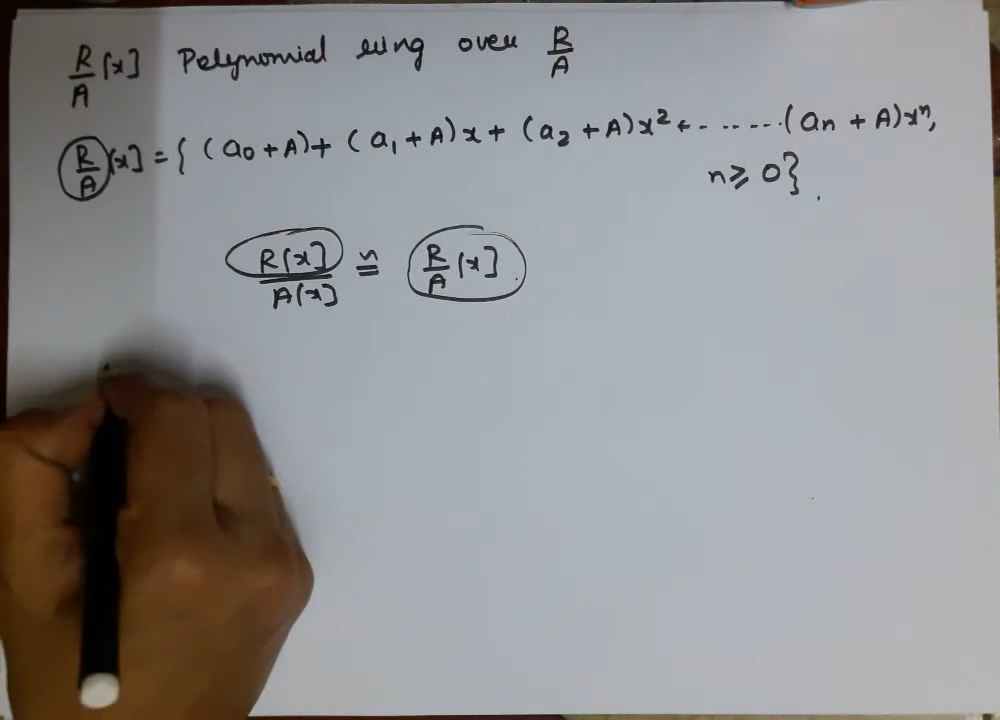 R/A [x] Polynomial ring over R/A
R/A [x] = { (a₀ + A) + (a₁ + A)x + (a₂ + A)x² + - ..... (an + A)xⁿ,
n ⩾ 0}.
R[x]/A[x] ≅ R/A [x].